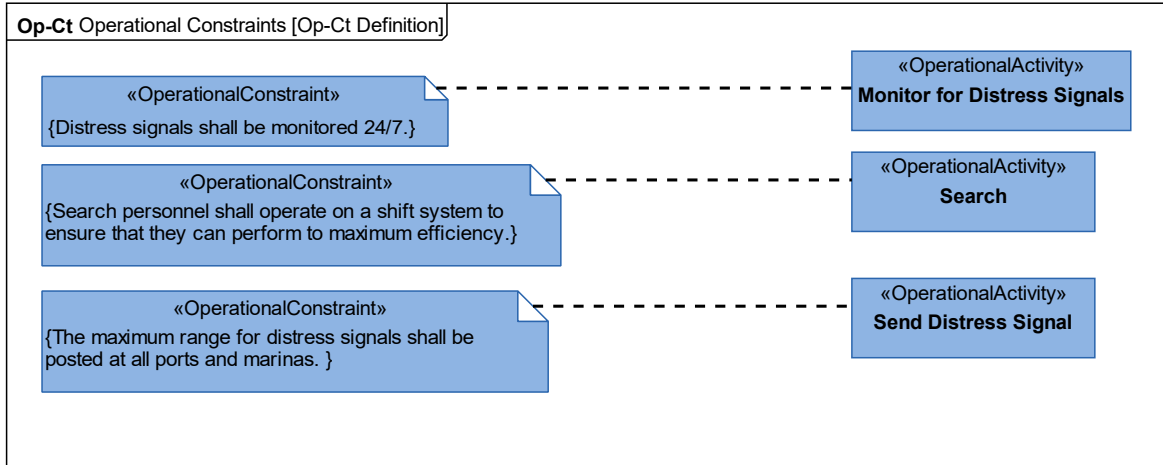 Op-Ct Operational Constraints [Op-Ct Definition]
«OperationalConstraint»
{Distress signals shall be monitored 24/7.}
«OperationalActivity»
Monitor for Distress Signals
«OperationalConstraint»
{Search personnel shall operate on a shift system to
ensure that they can perform to maximum efficiency.}
«OperationalActivity»
Search
«OperationalConstraint»
{The maximum range for distress signals shall be
posted at all ports and marinas. }
«OperationalActivity»
Send Distress Signal